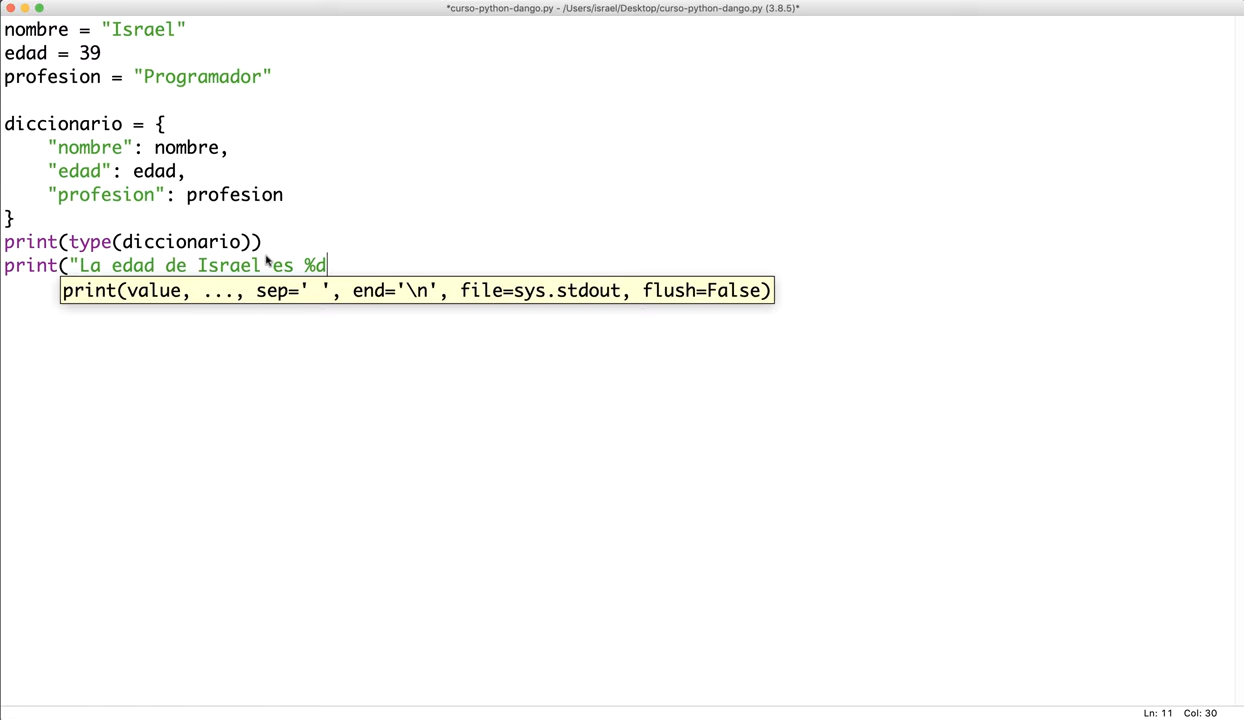 *curso-python-dango.py - /Users/israel/Desktop/curso-python-dango.py (3.8.5)*
nombre = "Israel"
edad = 39
profesion = "Programador"
diccionario = {
    "nombre": nombre,
    "edad": edad,
    "profesion": profesion
}
print(type(diccionario))
print("La edad de Israel es %d
print(value, ..., sep=' ', end='\n', file=sys.stdout, flush=False)
Ln: 11 Col: 30